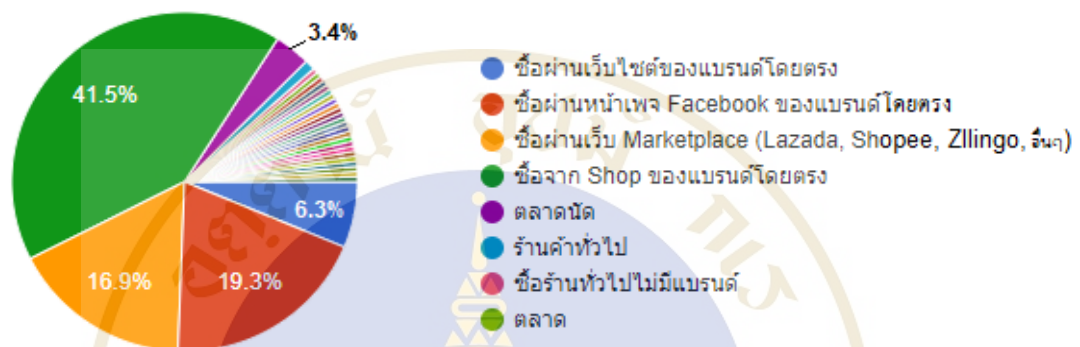 3.4%
41.5%
6.3%
16.9%
19.3%
ซื้อผ่านเว็บไซต์ของแบรนด์โดยตรง
ซื้อผ่านหน้าเพจ Facebook ของแบรนด์โดยตรง
ซื้อผ่านเว็บ Marketplace (Lazada, Shopee, Zllingo, อื่นๆ)
ซื้อจาก Shop ของแบรนด์โดยตรง
ตลาดนัด
ร้านค้าทั่วไป
ซื้อร้านทั่วไปไม่มีแบรนด์
ตลาด